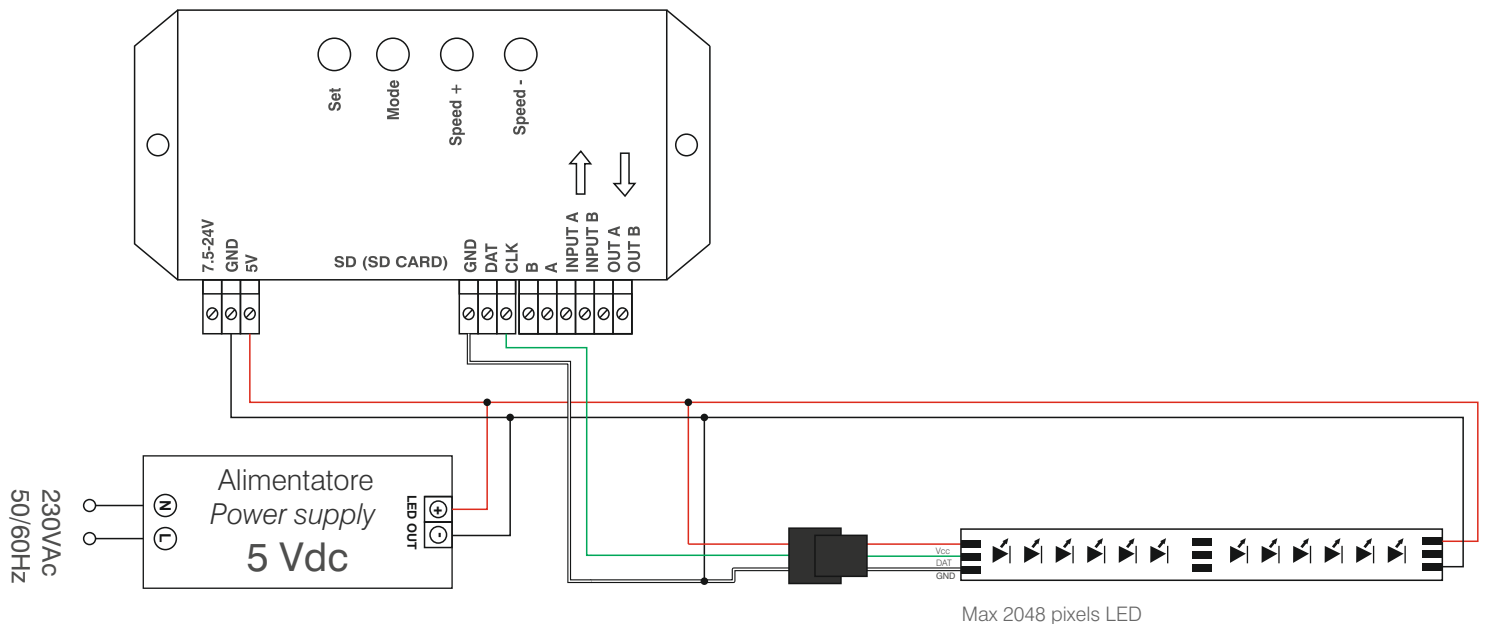 Set
Mode
Speed +
Speed -
7.5-24V
GND
5V
SD (SD CARD)
GND
DAT
CLK
B
A
INPUT A
INPUT B
OUT A
OUT B
230VAc
50/60Hz
N
L
Alimentatore
Power supply
5 Vdc
LED OUT
+
-
Vcc
DAT
GND
Max 2048 pixels LED